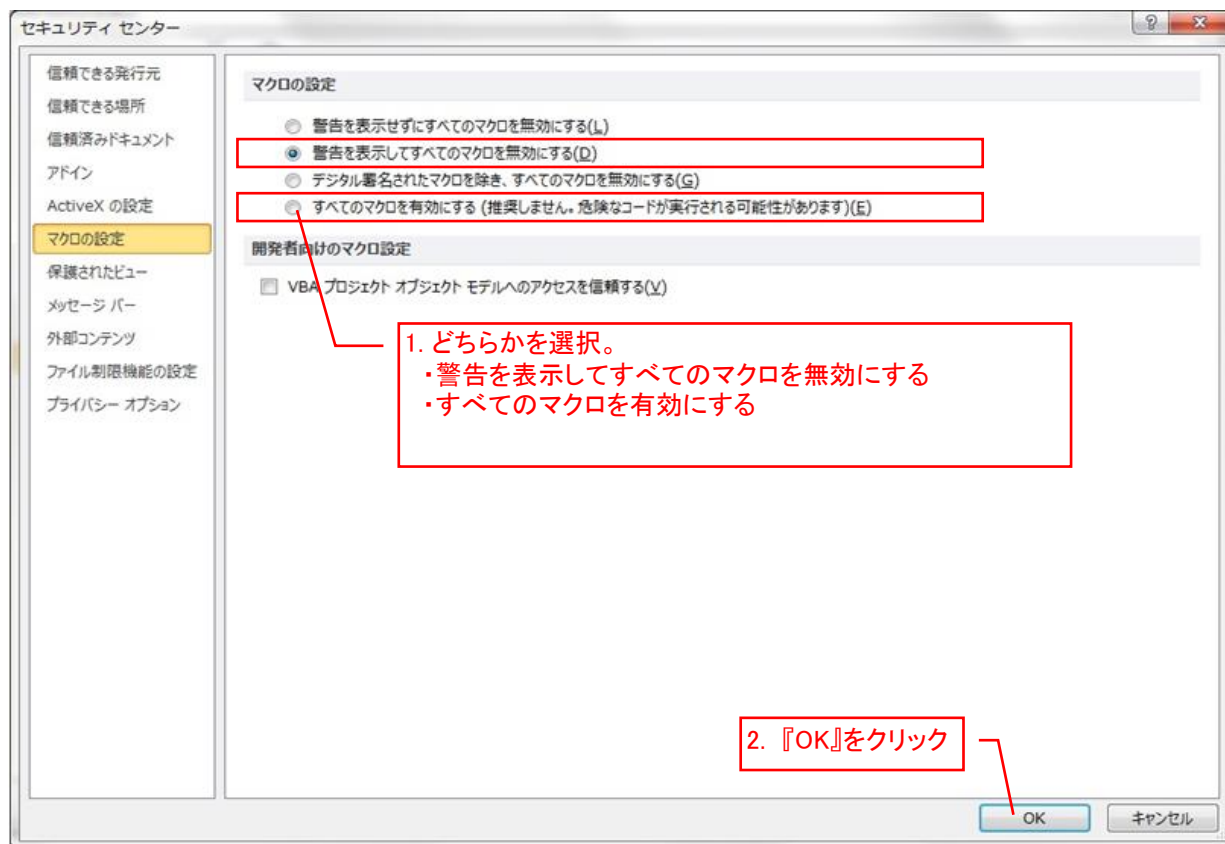 セキュリティ センター
信頼できる発行元
信頼できる場所
信頼済みドキュメント
アドイン
ActiveX の設定
マクロの設定
保護されたビュー
メッセージ バー
外部コンテンツ
ファイル制限機能の設定
プライバシー オプション
マクロの設定
警告を表示せずにすべてのマクロを無効にする(L)
警告を表示してすべてのマクロを無効にする(D)
デジタル署名されたマクロを除き、すべてのマクロを無効にする(G)
すべてのマクロを有効にする (推奨しません。危険なコードが実行される可能性があります)(E)
開発者向けのマクロ設定
VBA プロジェクト オブジェクト モデルへのアクセスを信頼する(V)
1. どちらかを選択。
・警告を表示してすべてのマクロを無効にする
・すべてのマクロを有効にする
2. 『OK』をクリック
OK
キャンセル